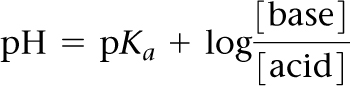 pH = pKₐ + log [base]/[acid]